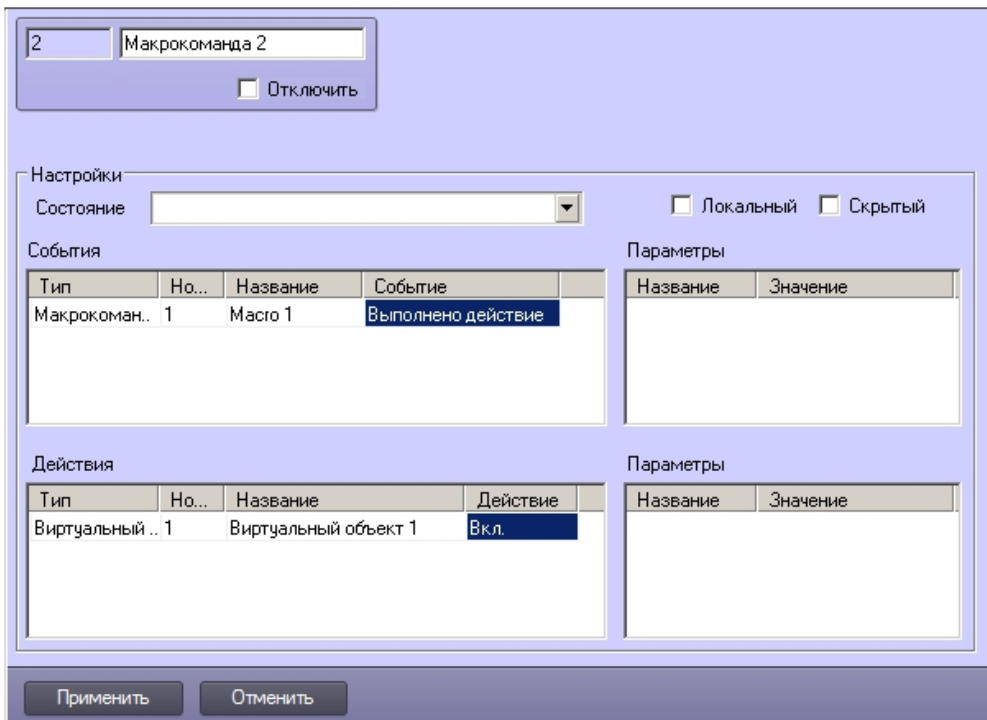 2 Макрокоманда 2
Отключить
Настройки
Состояние Локальный Скрытый
События Параметры
Тип Но... Название Событие Название Значение
Макрокоман.. 1 Macro 1 Выполнено действие
Действия Параметры
Тип Но... Название Действие Название Значение
Виртуальный .. 1 Виртуальный объект 1 Вкл.
Применить Отменить